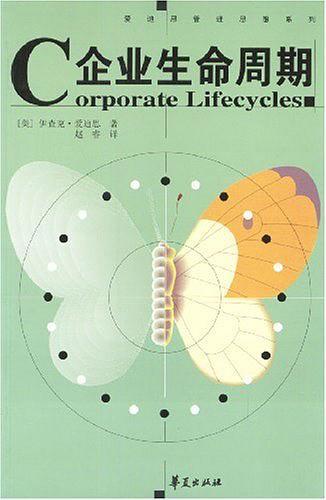 爱迪思管理思想系列
企业生命周期
Corporate Lifecycles
[美]伊查克·爱迪思 著
赵睿 译
华夏出版社